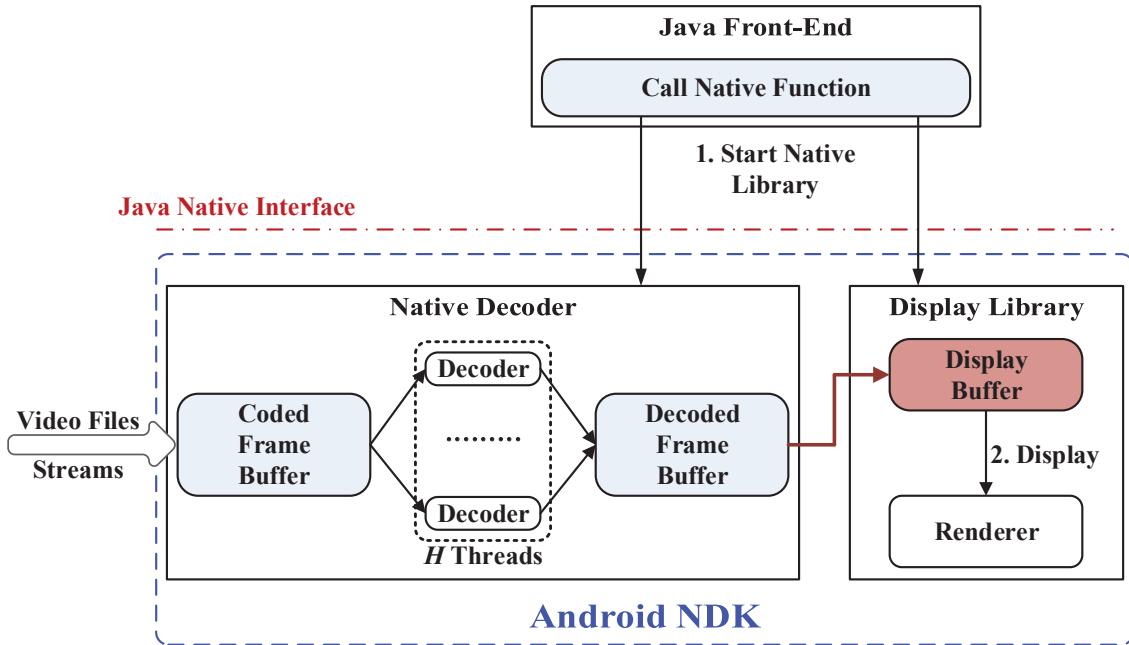 Java Front-End
Call Native Function
1. Start Native
Library
Java Native Interface
Native Decoder
Display Library
Decoder
Display
Buffer
Video Files
Streams
Coded
Frame
Buffer
·········
Decoded
Frame
Buffer
2. Display
Decoder
Renderer
H Threads
Android NDK